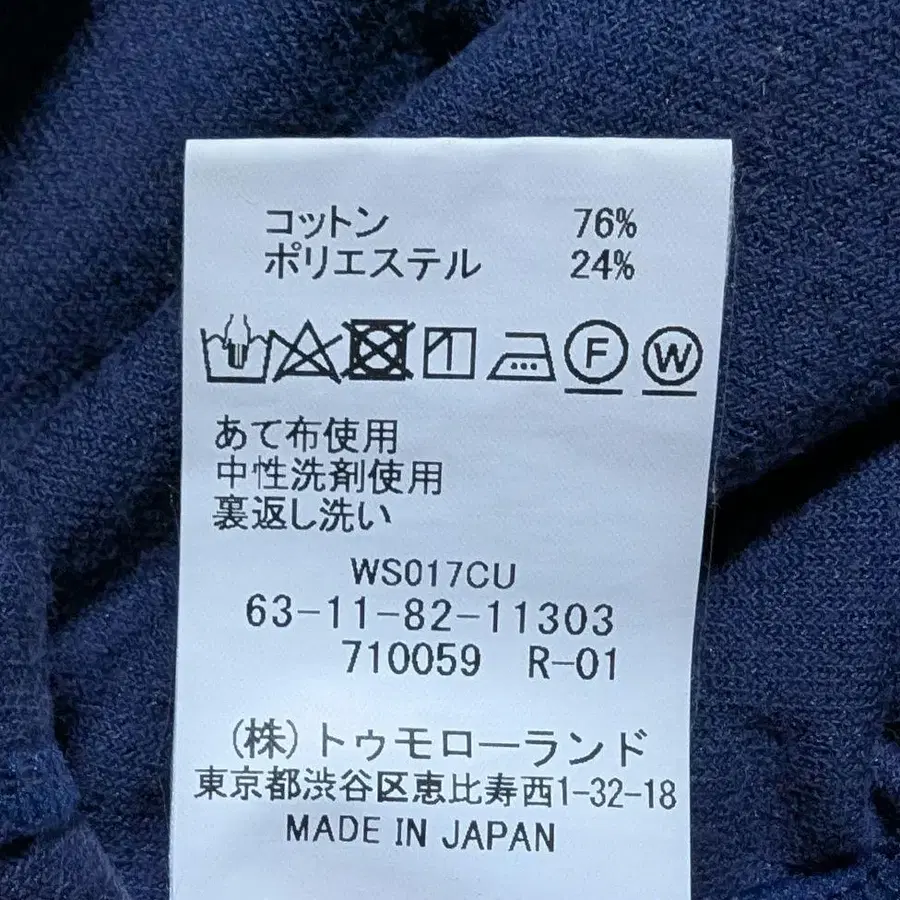 コットン 76%
ポリエステル 24%
F W
あて布使用
中性洗剤使用
裏返し洗い
WS017CU
63-11-82-11303
710059 R-01
(株)トゥモローランド
東京都渋谷区恵比寿西1-32-18
MADE IN JAPAN